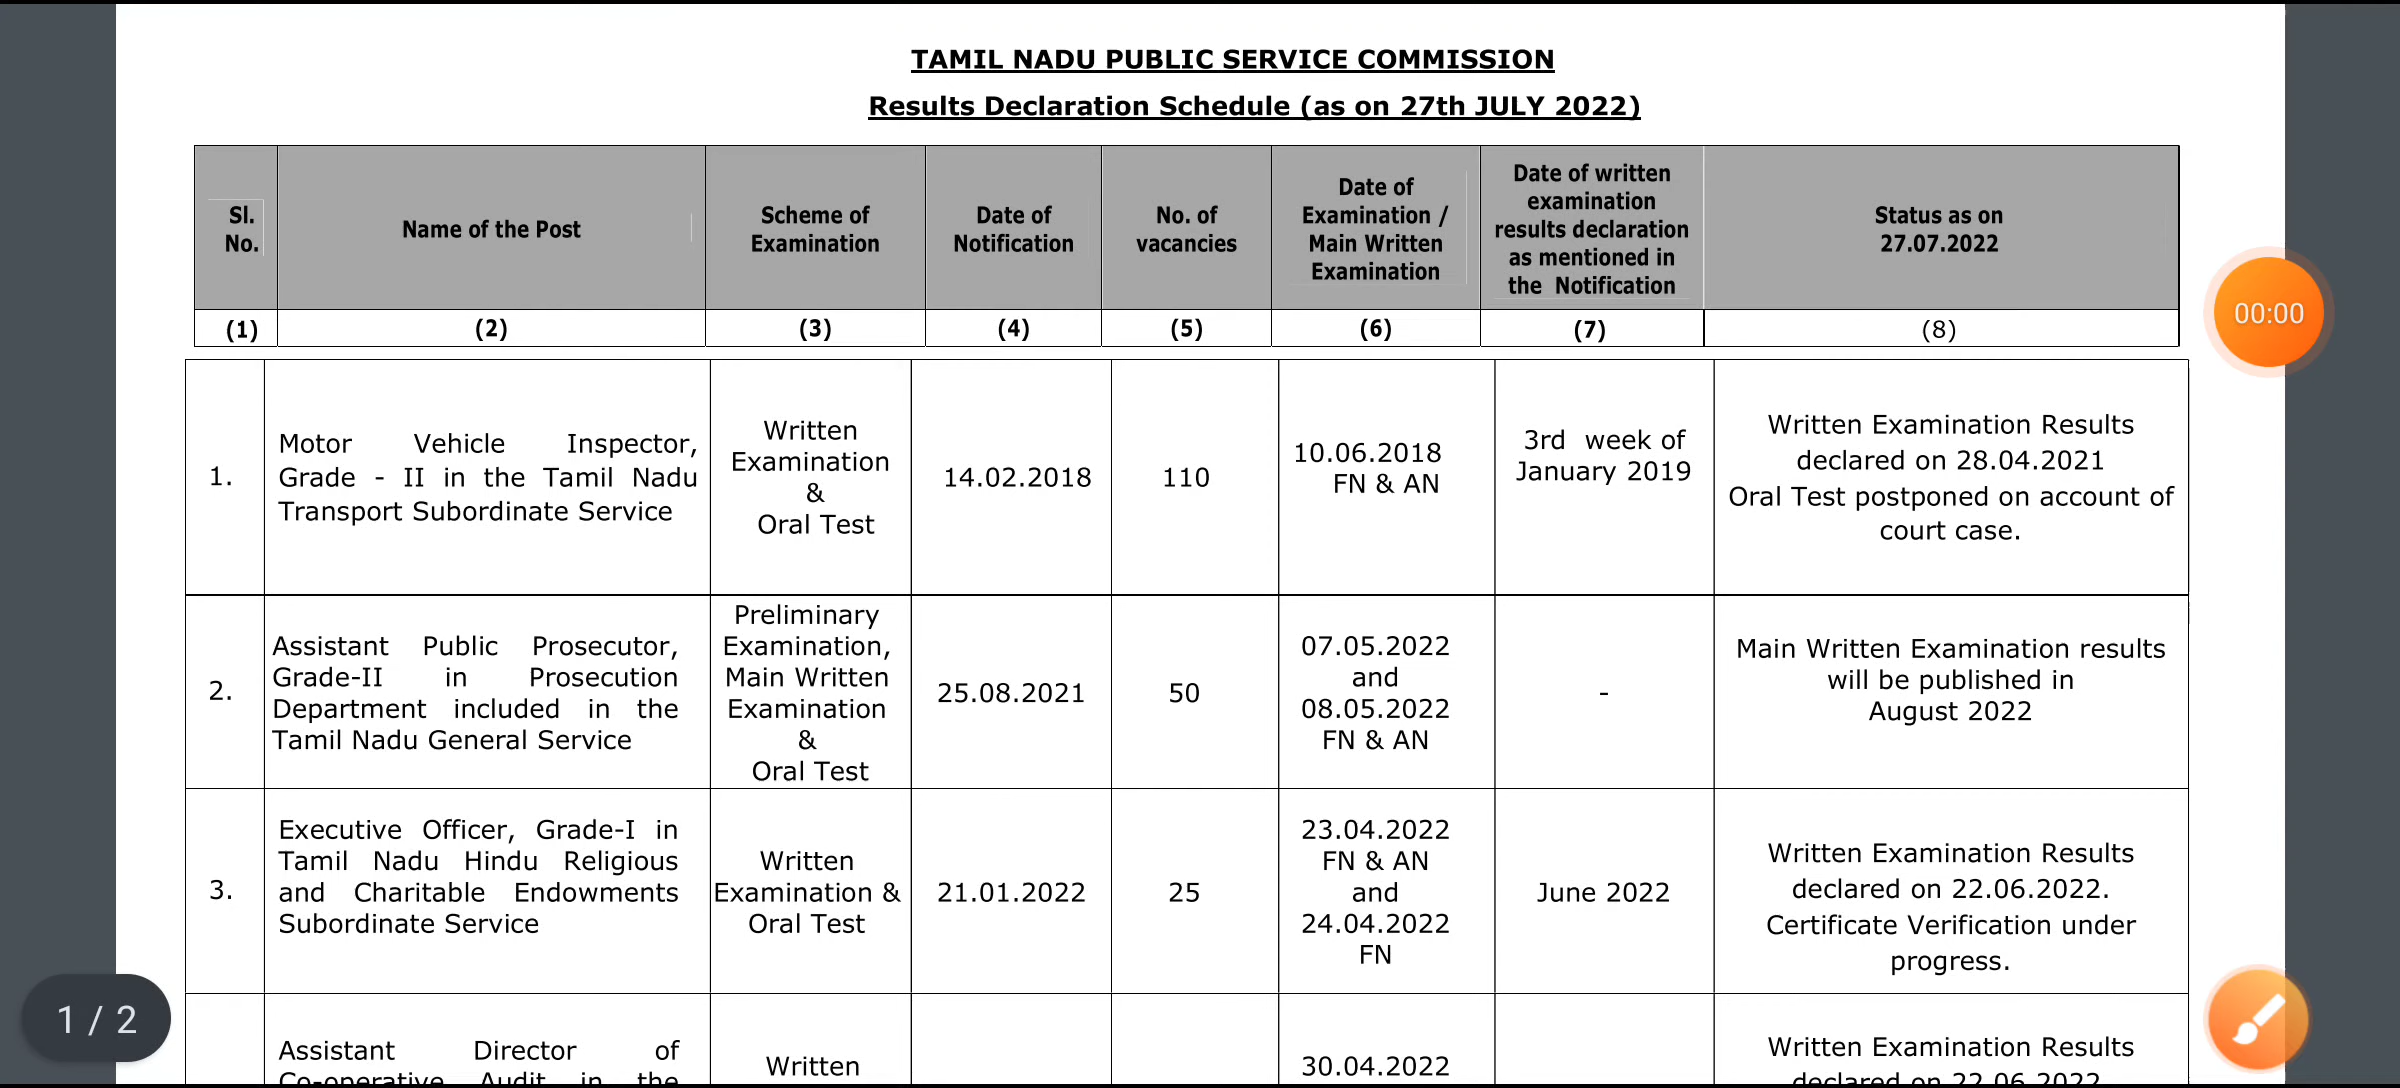 TAMIL NADU PUBLIC SERVICE COMMISSION
Results Declaration Schedule (as on 27th JULY 2022)
Sl.
No.
Name of the Post
Scheme of
Examination
Date of
Notification
No. of
vacancies
Date of
Examination /
Main Written
Examination
Date of written
examination
results declaration
as mentioned in
the Notification
Status as on
27.07.2022
(1)
(2)
(3)
(4)
(5)
(6)
(7)
(8)
1.
Motor Vehicle Inspector,
Grade - II in the Tamil Nadu
Transport Subordinate Service
Written
Examination
&
Oral Test
14.02.2018
110
10.06.2018
FN & AN
3rd week of
January 2019
Written Examination Results
declared on 28.04.2021
Oral Test postponed on account of
court case.
2.
Assistant Public Prosecutor,
Grade-II in Prosecution
Department included in the
Tamil Nadu General Service
Preliminary
Examination,
Main Written
Examination
&
Oral Test
25.08.2021
50
07.05.2022
and
08.05.2022
FN & AN
-
Main Written Examination results
will be published in
August 2022
3.
Executive Officer, Grade-I in
Tamil Nadu Hindu Religious
and Charitable Endowments
Subordinate Service
Written
Examination &
Oral Test
21.01.2022
25
23.04.2022
FN & AN
and
24.04.2022
FN
June 2022
Written Examination Results
declared on 22.06.2022.
Certificate Verification under
progress.
Assistant Director of
Co-operative Audit in the
Written
30.04.2022
Written Examination Results
declared on 22.06.2022
00:00
1 / 2